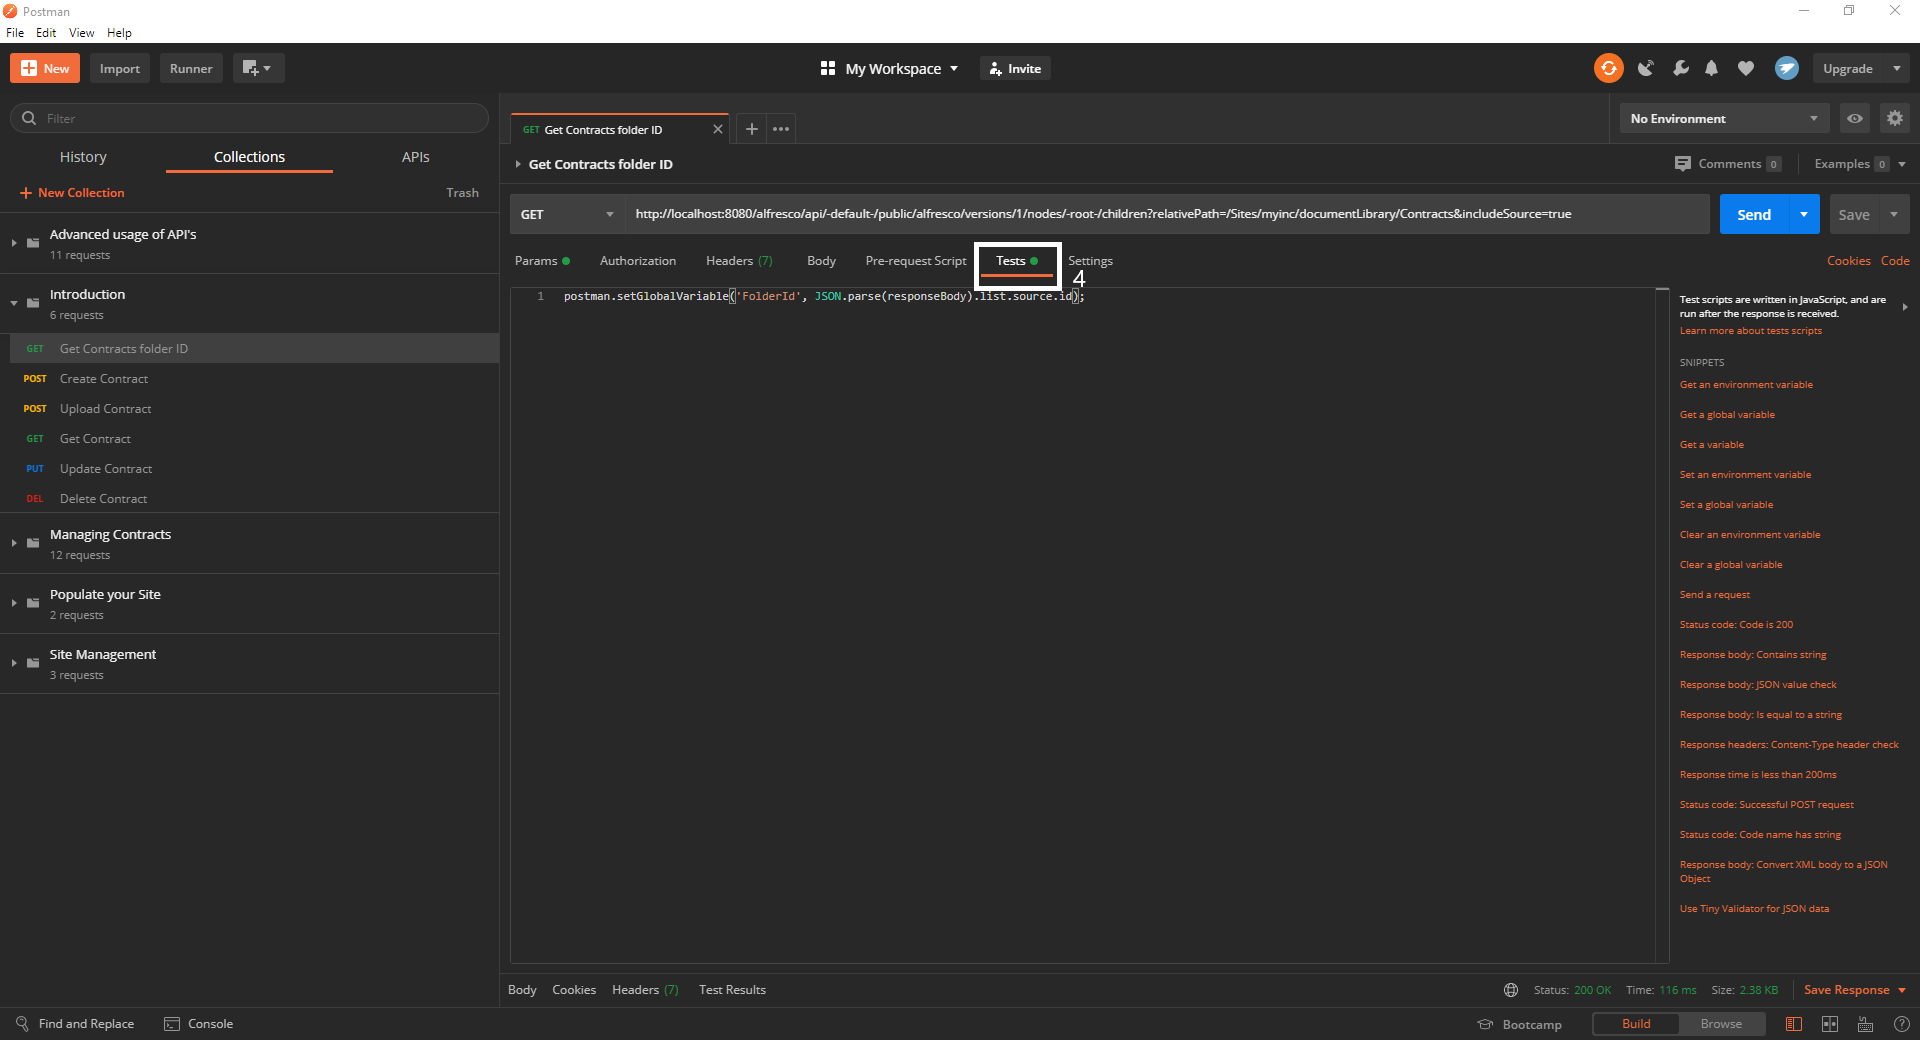 Postman
File Edit View Help
New Import Runner My Workspace Invite Upgrade
Filter
History Collections APIs
New Collection Trash
Advanced usage of API's
11 requests
Introduction
6 requests
GET Get Contracts folder ID
POST Create Contract
POST Upload Contract
GET Get Contract
PUT Update Contract
DEL Delete Contract
Managing Contracts
12 requests
Populate your Site
2 requests
Site Management
3 requests
GET Get Contracts folder ID
No Environment
Get Contracts folder ID
Comments 0 Examples 0
GET http://localhost:8080/alfresco/api/-default-/public/alfresco/versions/1/nodes/-root-/children?relativePath=/Sites/myinc/documentLibrary/Contracts&includeSource=true Send Save
Params Authorization Headers (7) Body Pre-request Script Tests Settings Cookies Code
4
1 postman.setGlobalVariable('FolderId', JSON.parse(responseBody).list.source.id);
Test scripts are written in JavaScript, and are
run after the response is received.
Learn more about tests scripts
SNIPPETS
Get an environment variable
Get a global variable
Get a variable
Set an environment variable
Set a global variable
Clear an environment variable
Clear a global variable
Send a request
Status code: Code is 200
Response body: Contains string
Response body: JSON value check
Response body: Is equal to a string
Response headers: Content-Type header check
Response time is less than 200ms
Status code: Successful POST request
Status code: Code name has string
Response body: Convert XML body to a JSON
Object
Use Tiny Validator for JSON data
Body Cookies Headers (7) Test Results Status: 200 OK Time: 116 ms Size: 2.38 KB Save Response
Find and Replace Console Bootcamp Build Browse